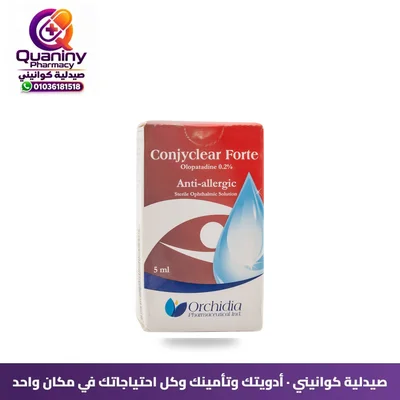 Quaniny
Pharmacy
صيدلية كوانيني
01036181518
Conjyclear Forte
Olopatadine 0.2%
Anti-allergic
Sterile Ophthalmic Solution
5 ml
Orchidia
Pharmaceutical Ind.
صيدلية كوانيني · أدويتك وتأمينك وكل احتياجاتك في مكان واحد